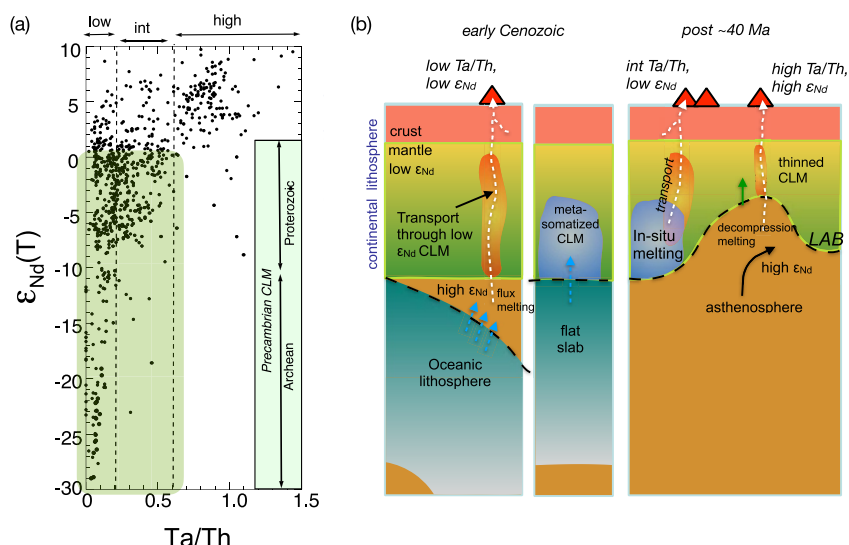 (a)
low
int
high
10
5
0
-5
-10
-15
-20
-25
-30
εNd(T)
0
0.5
1.0
1.5
Ta/Th
Precambrian CLM
Proterozoic
Archean
(b)
early Cenozoic
post ~40 Ma
low Ta/Th,
low εNd
int Ta/Th,
low εNd
high Ta/Th,
high εNd
continental lithosphere
crust
mantle
low εNd
Transport
through low
εNd CLM
high εNd
flux
melting
Oceanic
lithosphere
meta-
somatized
CLM
flat
slab
transport
In-situ
melting
thinned
CLM
decompression
melting
LAB
high εNd
asthenosphere